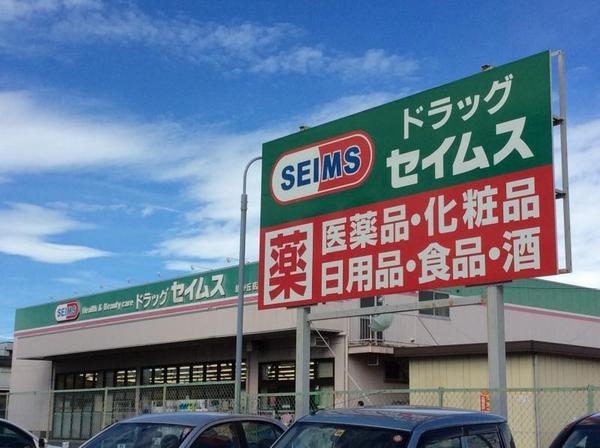 SEIMS
ドラッグ
セイムス
薬
医薬品・化粧品
日用品・食品・酒
SEIMS Health & Beauty care ドラッグ セイムス